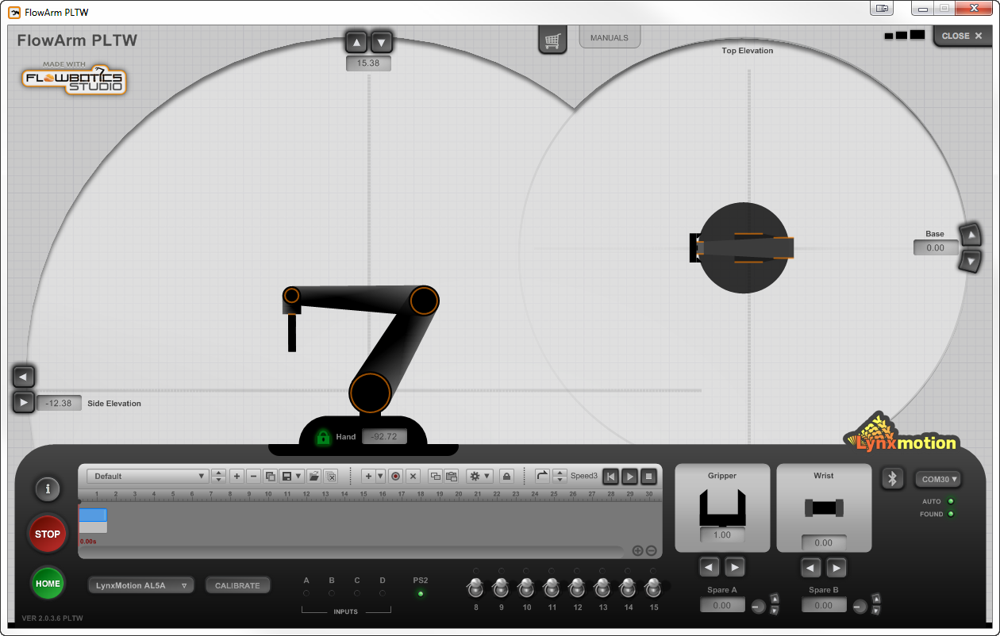 FlowArm PLTW
FlowArm PLTW
MADE WITH
FLOWBOTICS
STUDIO
15.38
MANUALS
Top Elevation
CLOSE ✕
Base
0.00
-12.38
Side Elevation
Hand
-92.72
Lynxmotion
i
STOP
HOME
Default
Speed3
1 2 3 4 5 6 7 8 9 10 11 12 13 14 15 16 17 18 19 20 21 22 23 24 25 26 27 28 29 30
0.00s
Gripper
1.00
Wrist
0.00
COM30
AUTO
FOUND
LynxMotion AL5A
CALIBRATE
A B C D PS2
INPUTS
8 9 10 11 12 13 14 15
Spare A
0.00
Spare B
0.00
VER 2.0.3.6 PLTW